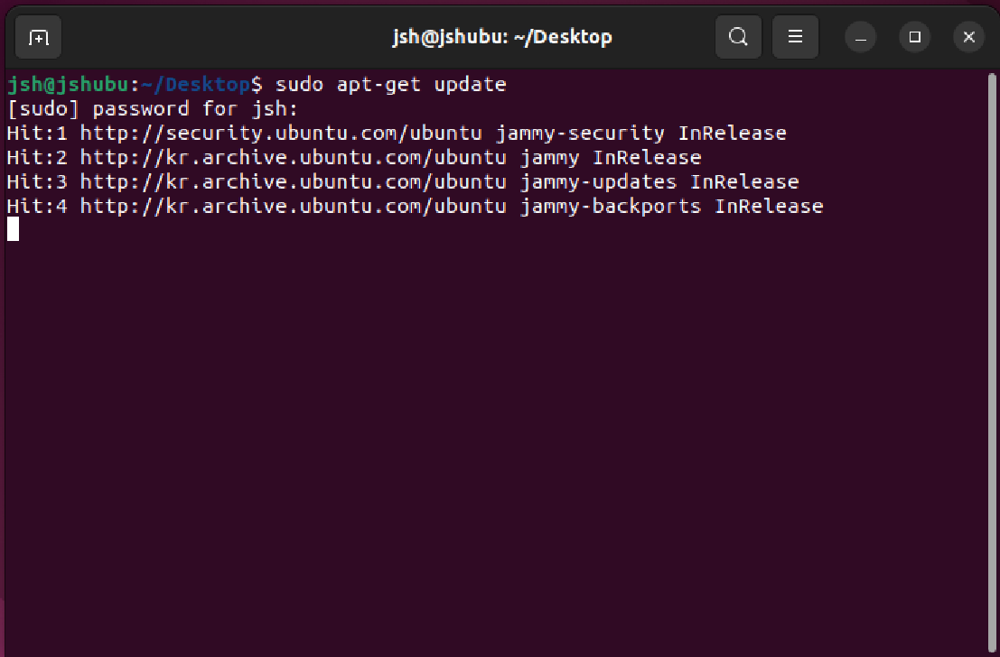 jsh@jshubu: ~/Desktop
jsh@jshubu:~/Desktop$ sudo apt-get update
[sudo] password for jsh:
Hit:1 http://security.ubuntu.com/ubuntu jammy-security InRelease
Hit:2 http://kr.archive.ubuntu.com/ubuntu jammy InRelease
Hit:3 http://kr.archive.ubuntu.com/ubuntu jammy-updates InRelease
Hit:4 http://kr.archive.ubuntu.com/ubuntu jammy-backports InRelease